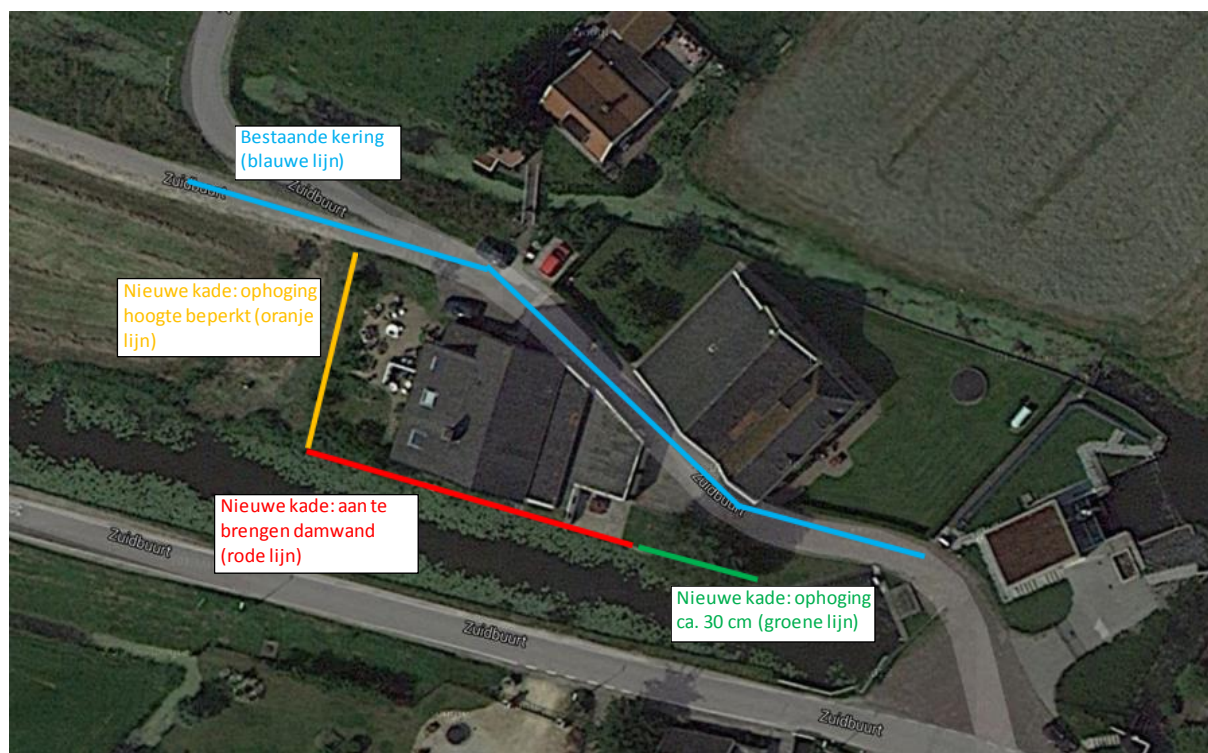 Bestaande kering
(blauwe lijn)
Zuidbuurt
Zuidbuurt
Nieuwe kade: ophoging
hoogte beperkt (oranje
lijn)
Zuidbuurt
Nieuwe kade: aan te
brengen damwand
(rode lijn)
Zuidbuurt
Nieuwe kade: ophoging
ca. 30 cm (groene lijn)
Zuidbuurt
Zuidbuurt